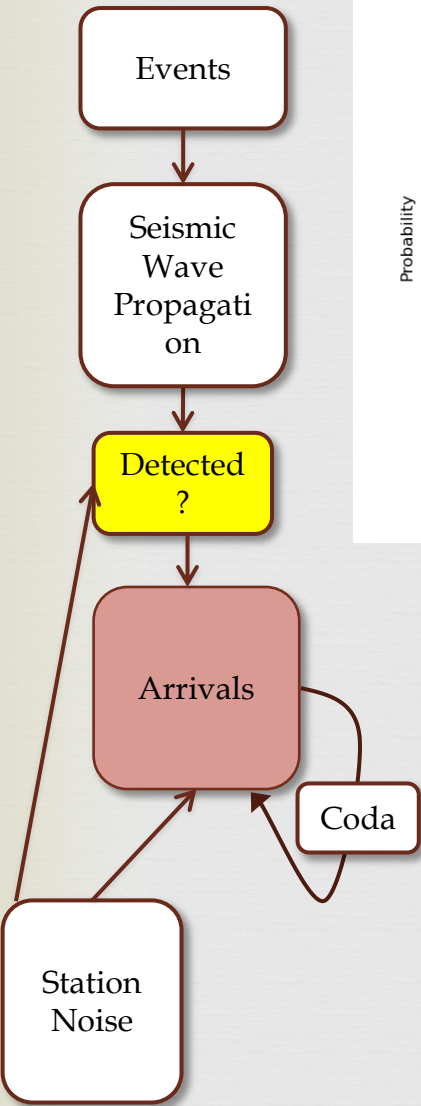 Events
Probability
Seismic
Wave
Propagati
on
Detected
?
Arrivals
Coda
Station
Noise